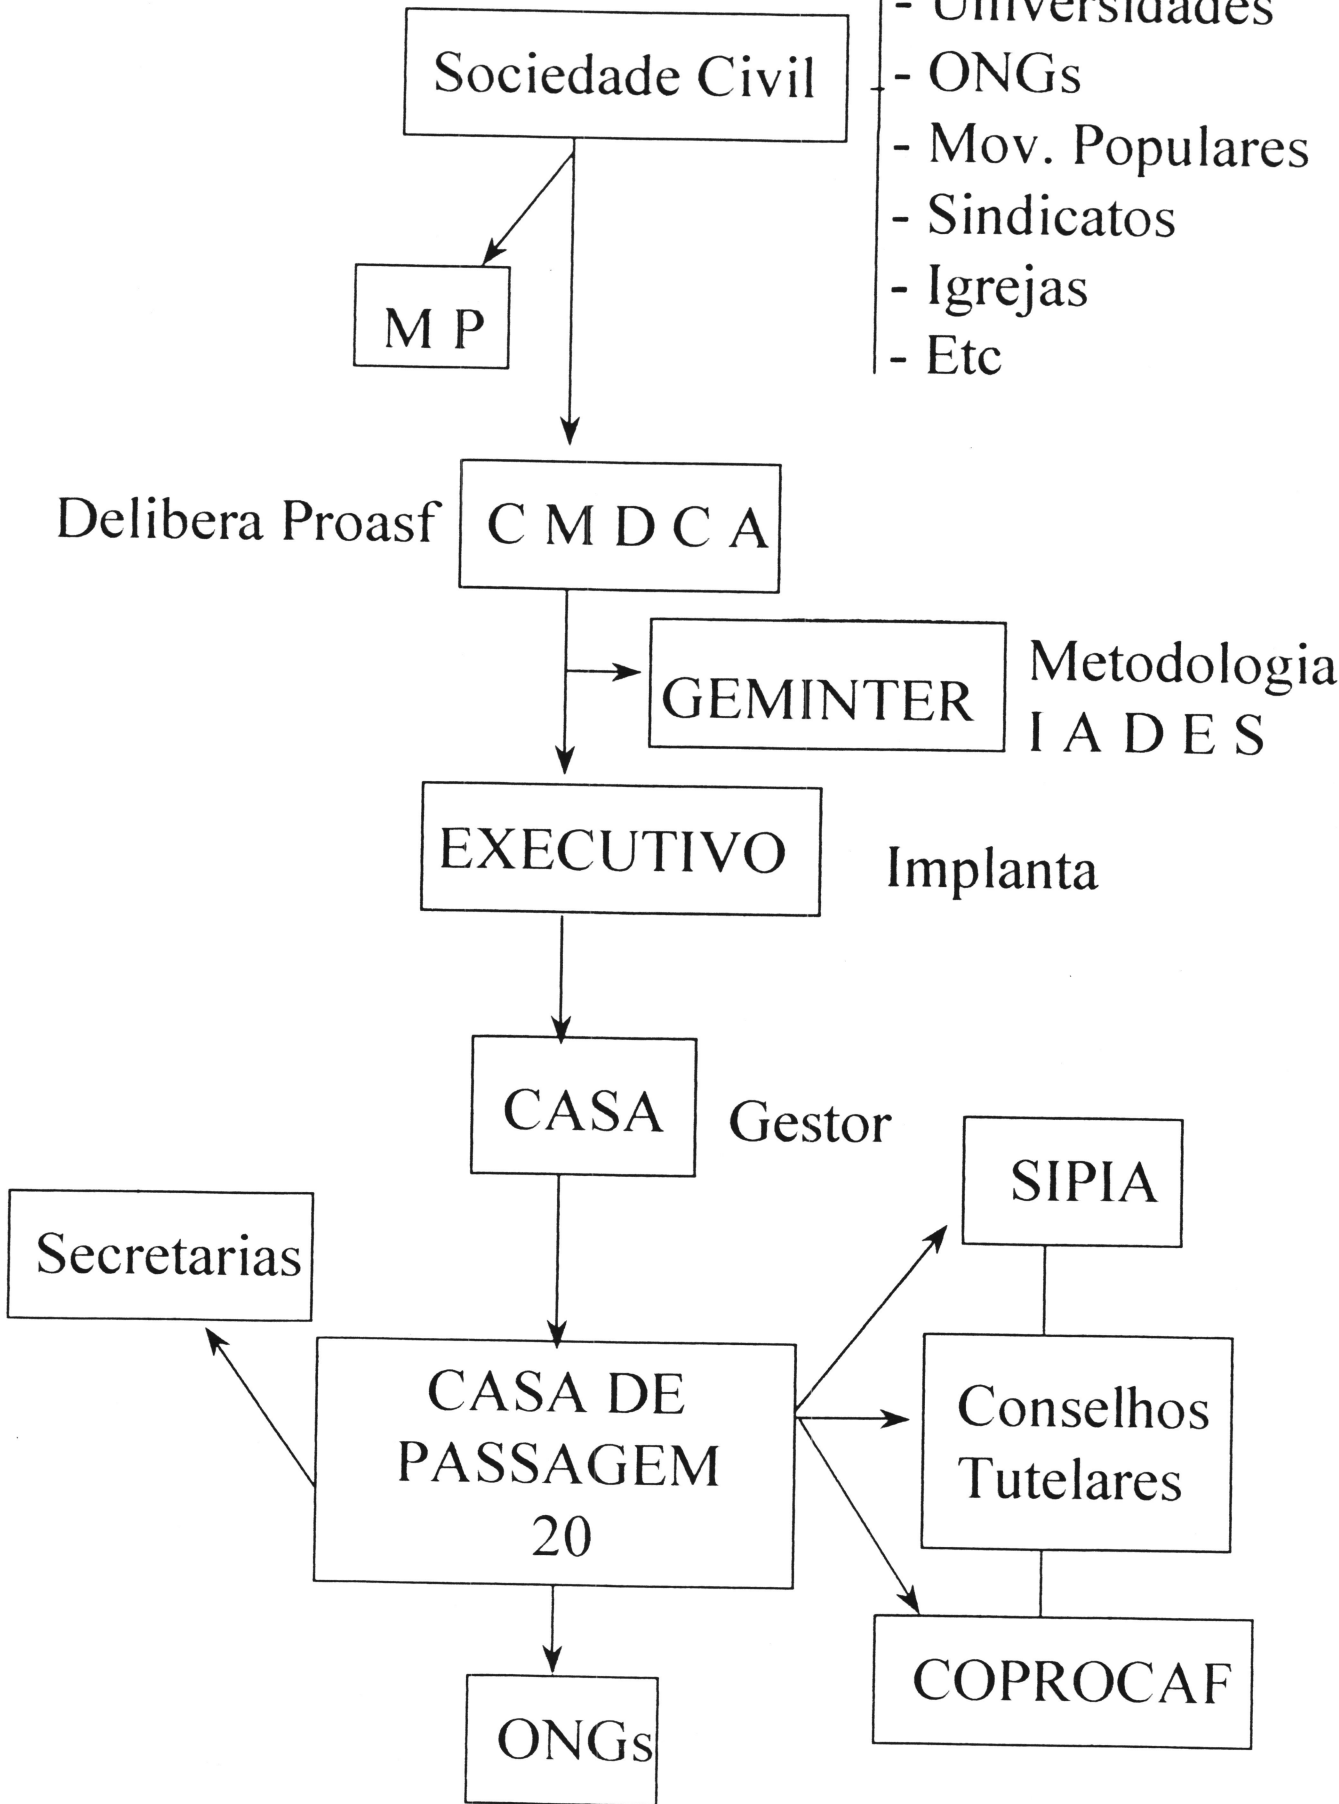 - Universidades
Sociedade Civil
- ONGs
- Mov. Populares
- Sindicatos
- Igrejas
- Etc
M P
Delibera Proasf
C M D C A
GEMINTER
Metodologia
I A D E S
EXECUTIVO
Implanta
CASA
Gestor
SIPIA
Secretarias
CASA DE
PASSAGEM
20
Conselhos
Tutelares
COPROCAF
ONGs